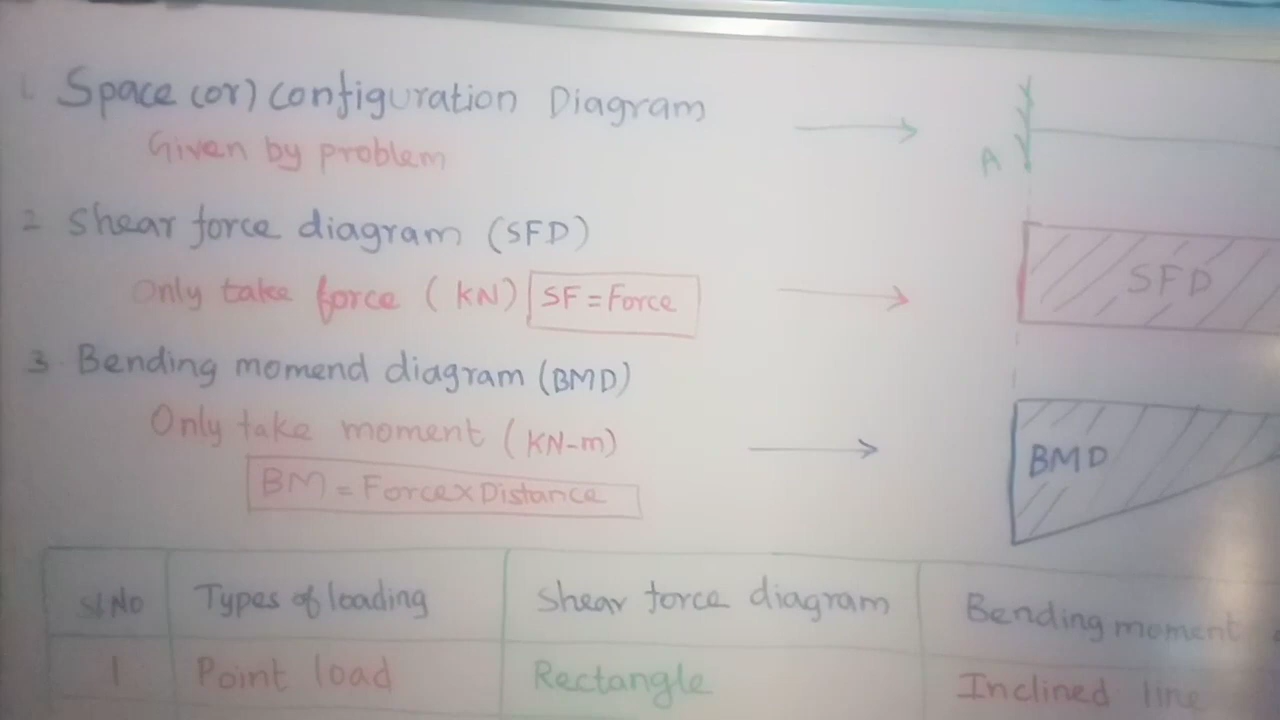 1 Space (or) configuration Diagram
Given by problem
A
2 Shear force diagram (SFD)
Only take force (KN) SF = Force
SFD
3. Bending momend diagram (BMD)
Only take moment (KN-m)
BM = Force x Distance
BMD
Sl No Types of loading Shear force diagram Bending moment
1 Point load Rectangle Inclined line